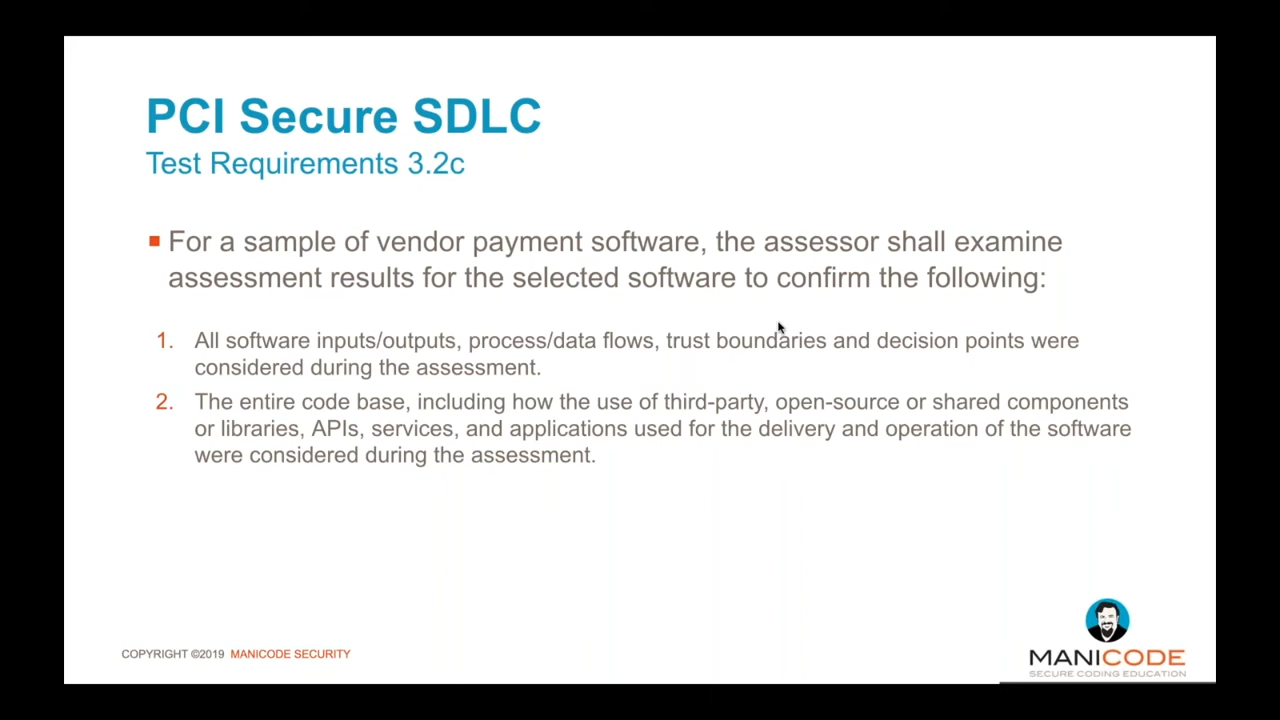 PCI Secure SDLC
Test Requirements 3.2c
For a sample of vendor payment software, the assessor shall examine
assessment results for the selected software to confirm the following:
1. All software inputs/outputs, process/data flows, trust boundaries and decision points were
considered during the assessment.
2. The entire code base, including how the use of third-party, open-source or shared components
or libraries, APIs, services, and applications used for the delivery and operation of the software
were considered during the assessment.
COPYRIGHT ©2019 MANICODE SECURITY
MANICODE
SECURE CODING EDUCATION